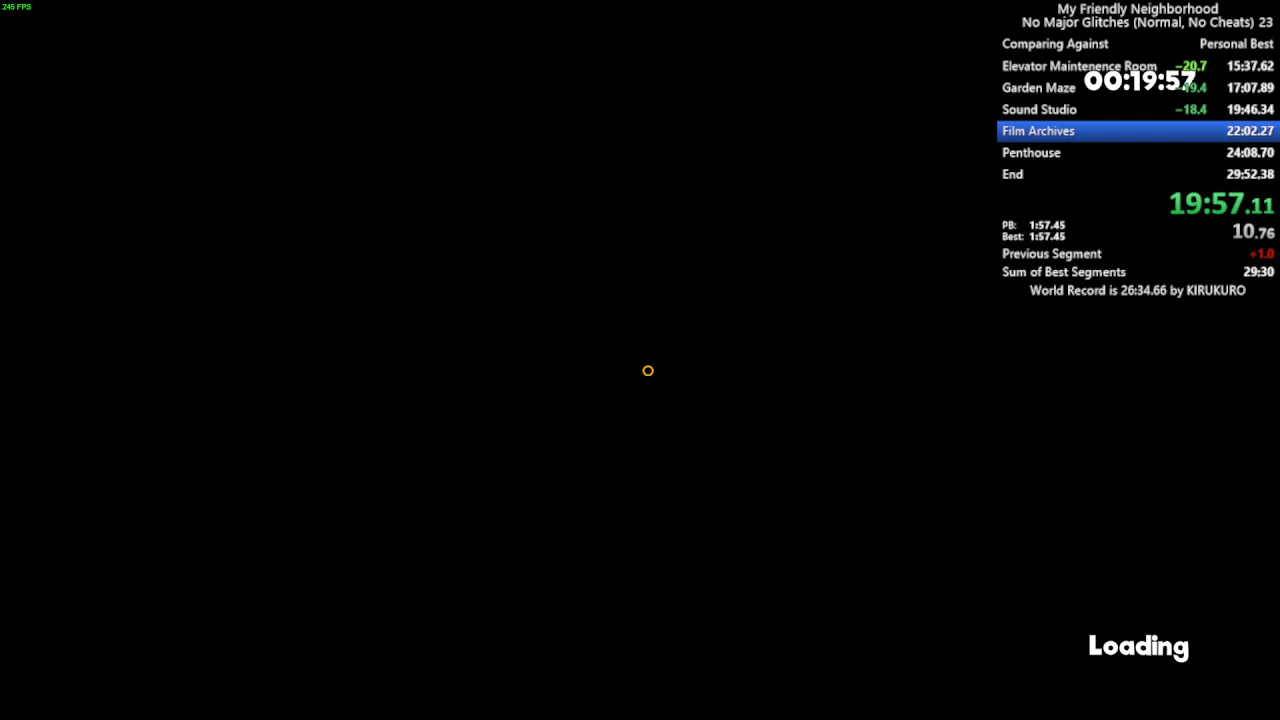 245 FPS
My Friendly Neighborhood
No Major Glitches (Normal, No Cheats) 23
Comparing Against Personal Best
Elevator Maintenence Room -20.7 15:37.62
00:19:57
Garden Maze -19.4 17:07.89
Sound Studio -18.4 19:46.34
Film Archives 22:02.27
Penthouse 24:08.70
End 29:52.38
19:57.11
PB: 1:57.45
Best: 1:57.45
10.76
Previous Segment +1.0
Sum of Best Segments 29:30
World Record is 26:34.66 by KIRUKURO
Loading